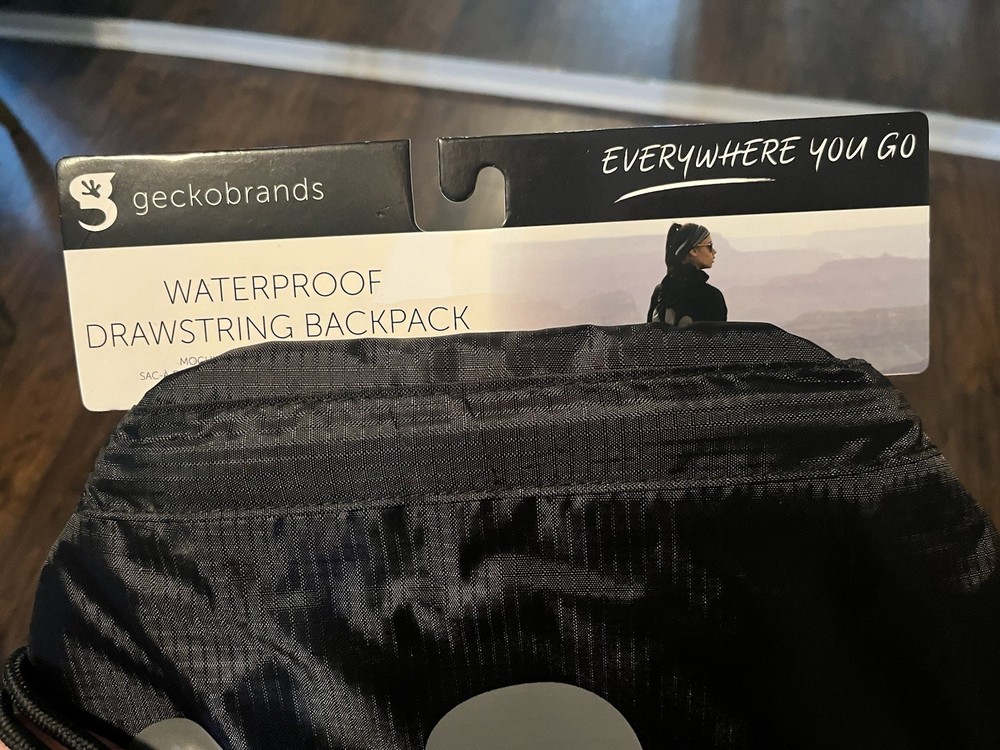 geckobrands
EVERYWHERE YOU GO
WATERPROOF
DRAWSTRING BACKPACK